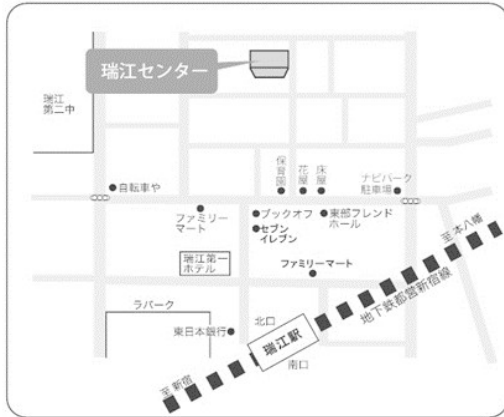 瑞江センター
瑞江
第二中
保育園
花屋
床屋
ナビパーク
駐車場
自転車や
ファミリー
マート
ブックオフ
セブン
イレブン
東部フレンド
ホール
至 本八幡
瑞江第一
ホテル
ファミリーマート
地下鉄都営新宿線
ラパーク
東日本銀行
北口
瑞江駅
南口
至 新宿